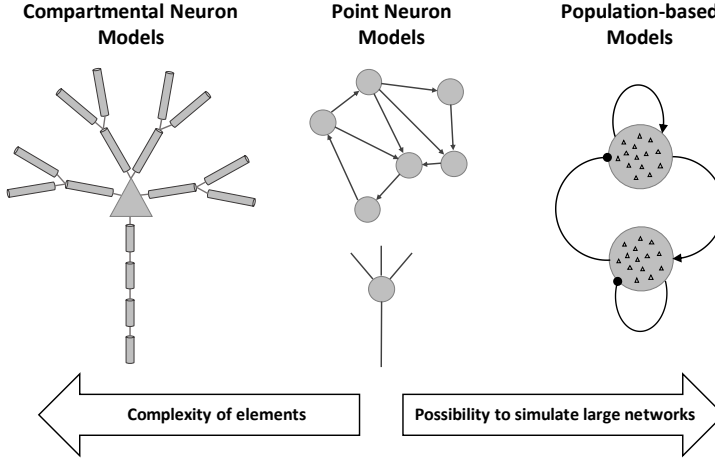 Compartmental Neuron
Models
Point Neuron
Models
Population-based
Models
Complexity of elements
Possibility to simulate large networks